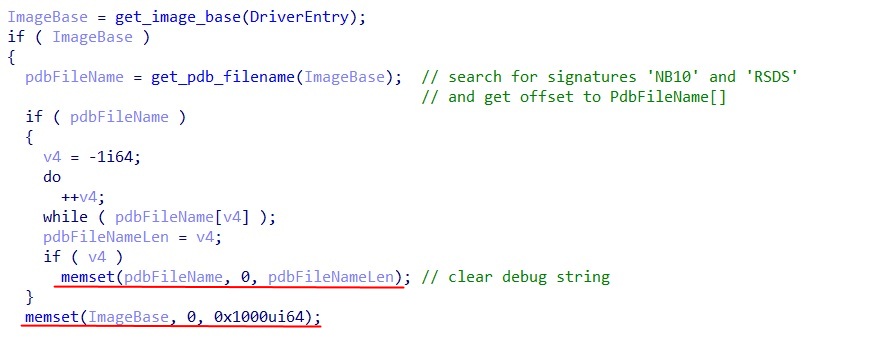 ImageBase = get_image_base(DriverEntry);
if ( ImageBase )
{
pdbFileName = get_pdb_filename(ImageBase); // search for signatures 'NB10' and 'RSDS'
// and get offset to PdbFileName[]
if ( pdbFileName )
{
v4 = -1i64;
do
++v4;
while ( pdbFileName[v4] );
pdbFileNameLen = v4;
if ( v4 )
memset(pdbFileName, 0, pdbFileNameLen); // clear debug string
}
memset(ImageBase, 0, 0x1000ui64);